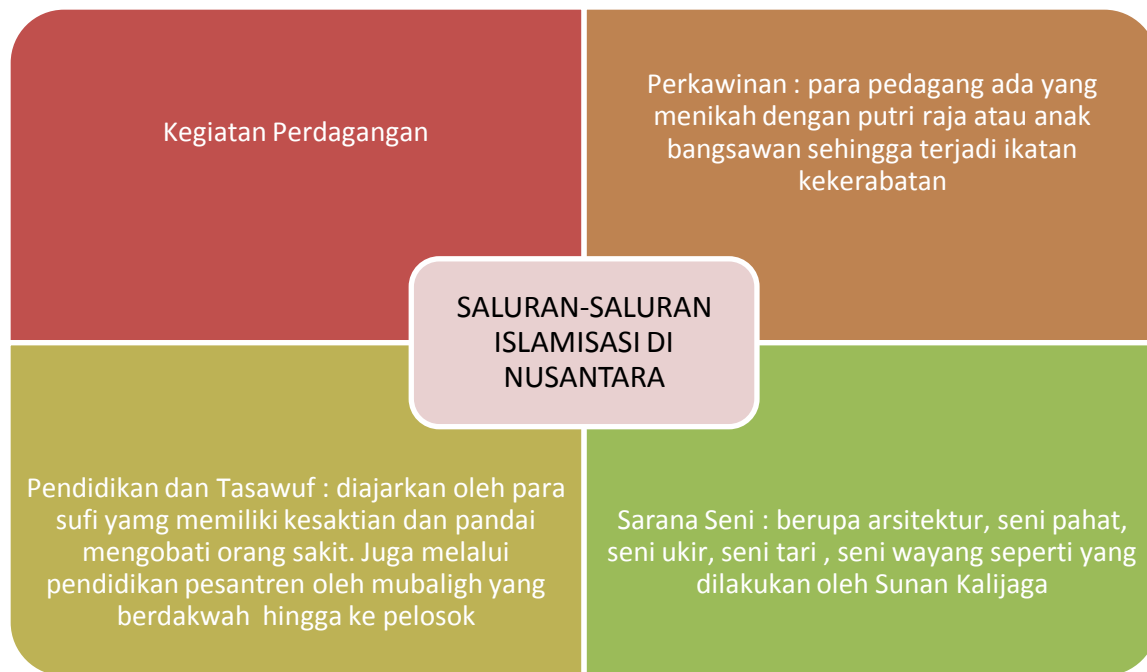 Kegiatan Perdagangan
Perkawinan : para pedagang ada yang
menikah dengan putri raja atau anak
bangsawan sehingga terjadi ikatan
kekerabatan
SALURAN-SALURAN
ISLAMISASI DI
NUSANTARA
Pendidikan dan Tasawuf : diajarkan oleh para
sufi yamg memiliki kesaktian dan pandai
mengobati orang sakit. Juga melalui
pendidikan pesantren oleh mubaligh yang
berdakwah hingga ke pelosok
Sarana Seni : berupa arsitektur, seni pahat,
seni ukir, seni tari , seni wayang seperti yang
dilakukan oleh Sunan Kalijaga